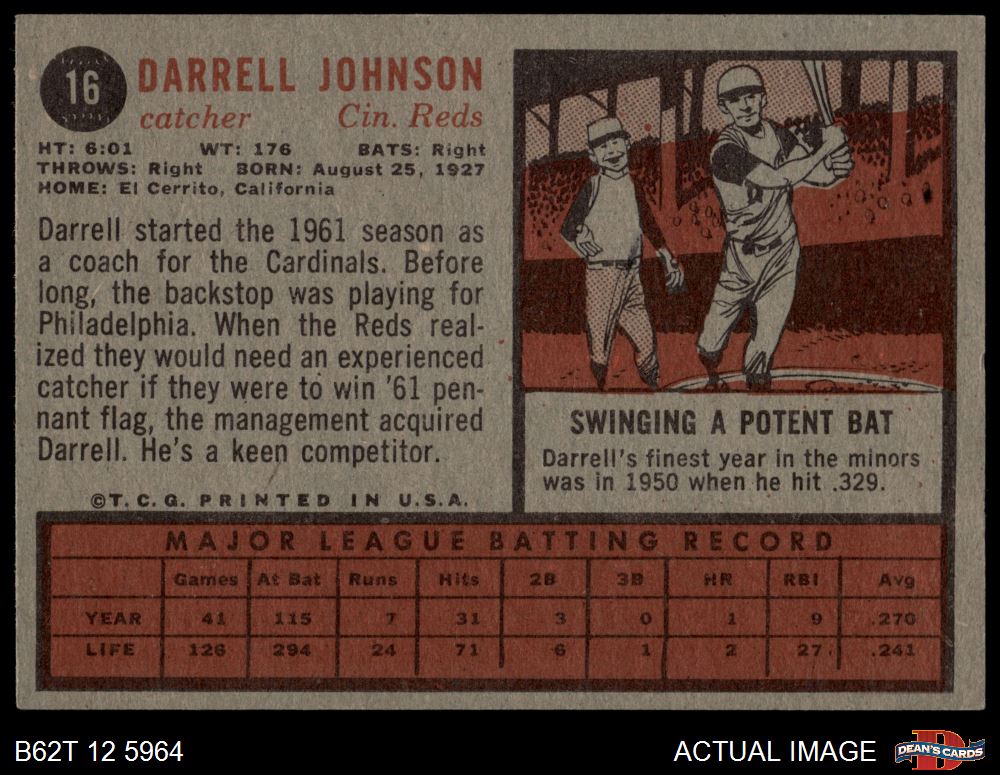 16
DARRELL JOHNSON
catcher Cin. Reds
HT: 6:01 WT: 176 BATS: Right
THROWS: Right BORN: August 25, 1927
HOME: El Cerrito, California
Darrell started the 1961 season as
a coach for the Cardinals. Before
long, the backstop was playing for
Philadelphia. When the Reds real-
ized they would need an experienced
catcher if they were to win '61 pen-
nant flag, the management acquired
Darrell. He's a keen competitor.
©T.C.G. PRINTED IN U.S.A.
SWINGING A POTENT BAT
Darrell's finest year in the minors
was in 1950 when he hit .329.
MAJOR LEAGUE BATTING RECORD
Games At Bat Runs Hits 2B 3B HR RBI Avg
YEAR 41 115 7 31 3 0 1 9 .270
LIFE 126 294 24 71 6 1 2 27 .241
B62T 12 5964
ACTUAL IMAGE
DEAN'S CARDS